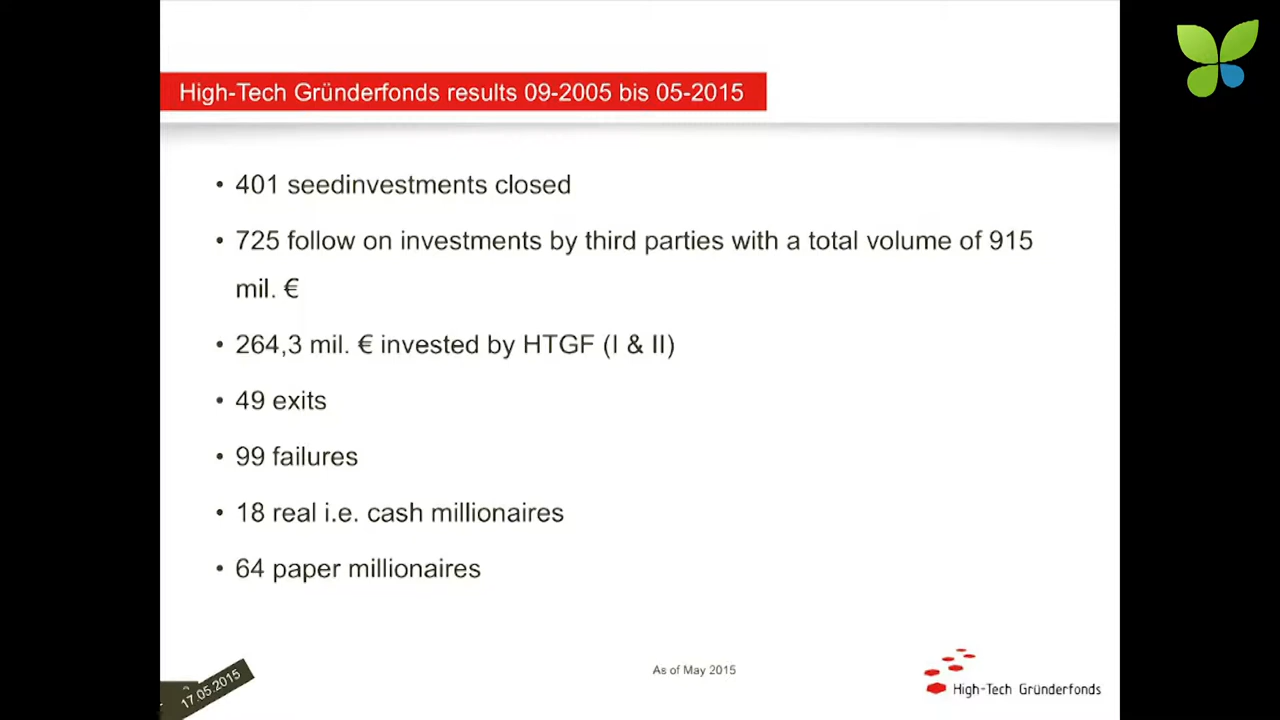 High-Tech Gründerfonds results 09-2005 bis 05-2015
• 401 seedinvestments closed
• 725 follow on investments by third parties with a total volume of 915
mil. €
• 264,3 mil. € invested by HTGF (I & II)
• 49 exits
• 99 failures
• 18 real i.e. cash millionaires
• 64 paper millionaires
17.05.2015
As of May 2015
High-Tech Gründerfonds